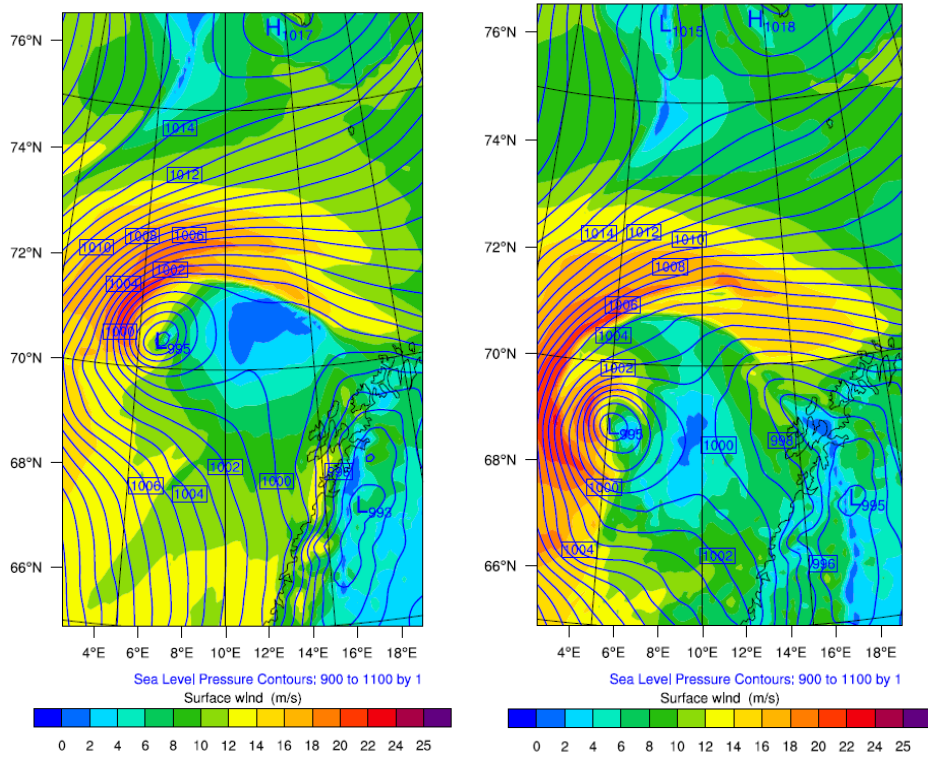 76°N
74°N
72°N
70°N
68°N
66°N
H1017
1014
1012
1010
1008
1006
1004
1002
1000
L995
1002
1006
1004
1000
L993
4°E 6°E 8°E 10°E 12°E 14°E 16°E 18°E
Sea Level Pressure Contours; 900 to 1100 by 1
Surface wInd (m/s)
0 2 4 6 8 10 12 14 16 18 20 22 24 25
76°N
74°N
72°N
70°N
68°N
66°N
L1015
H1018
1014
1012
1010
1008
1006
1004
1002
L995
998
1000
1000
L995
1004
1002
996
4°E 6°E 8°E 10°E 12°E 14°E 16°E 18°E
Sea Level Pressure Contours; 900 to 1100 by 1
Surface wInd (m/s)
0 2 4 6 8 10 12 14 16 18 20 22 24 25